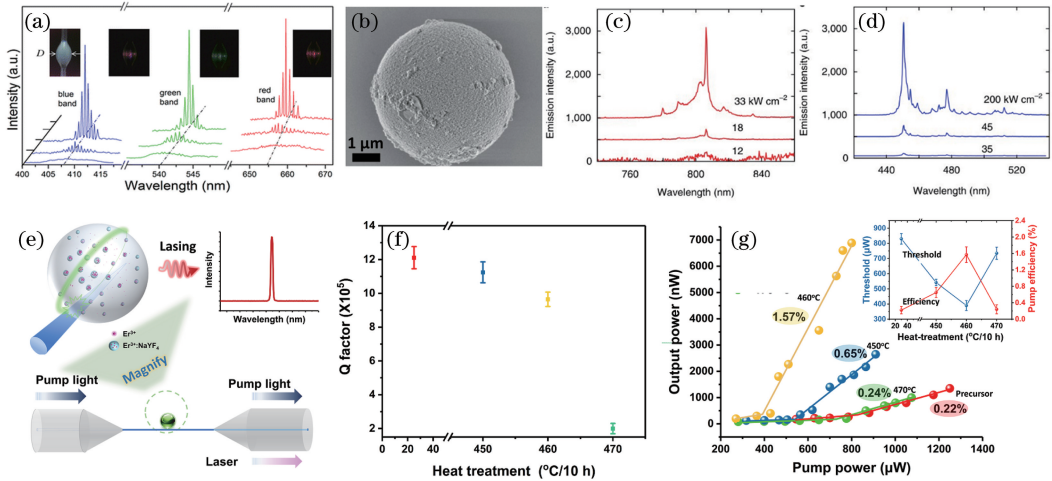 (a)
D
blue
band
green
band
red
band
Intensity (a.u.)
400 410 420 540 550 650 660 670
Wavelength (nm)
(b)
1 μm
(c)
Emission intensity (a.u.)
3,000
2,000
1,000
0
33 kW cm⁻²
18
12
760 800 840
Wavelength (nm)
(d)
Emission intensity (a.u.)
3,000
2,000
1,000
0
200 kW cm⁻²
45
35
440 480 520
Wavelength (nm)
(e)
Lasing
Intensity
Wavelength (nm)
Er³⁺
Er³⁺:NaYF₄
Magnify
Pump light
Pump light
Laser
(f)
Q factor (X10⁵)
14
12
10
8
6
4
2
0 20 40 450 460 470
Heat treatment (°C/10 h)
(g)
Output power (nW)
7000
6000
5000
4000
3000
2000
1000
0
460°C
1.57%
0.65%
450°C
0.24%
470°C
Precursor
0.22%
200 400 600 800 1000 1200 1400
Pump power (μW)
Threshold (μW)
900
800
700
600
500
400
300
Threshold
Efficiency
2.4
2.0
1.6
1.2
0.8
0.4
0.0
Pump efficiency (%)
38 40 450 460 470
Heat-treatment (°C/10 h)